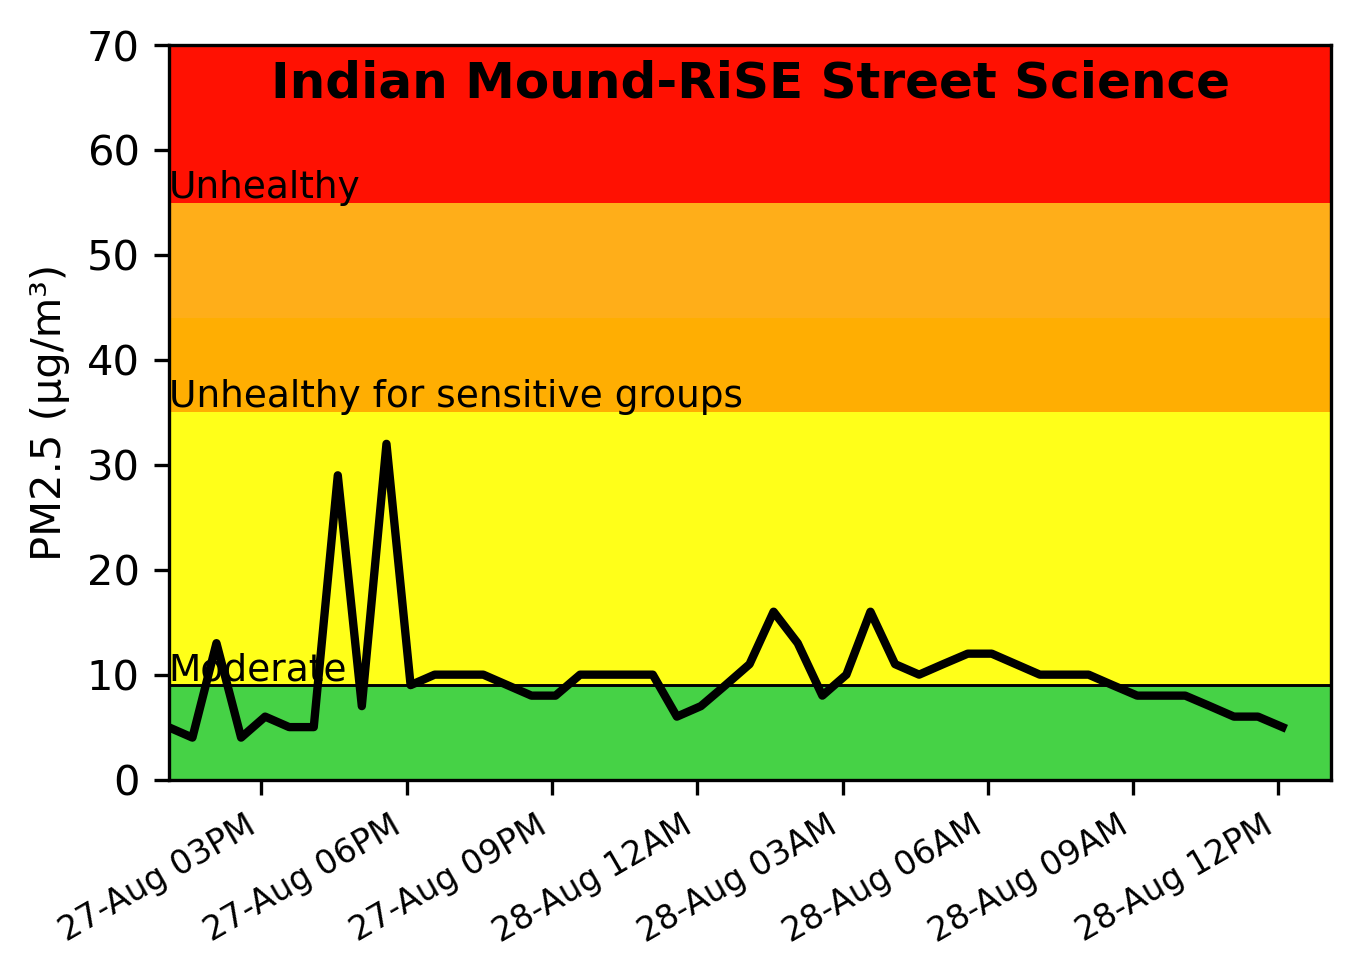 Indian Mound-RiSE Street Science
70
60
50
40
30
20
10
0
PM2.5 (µg/m³)
Unhealthy
Unhealthy for sensitive groups
Moderate
27-Aug 03PM
27-Aug 06PM
27-Aug 09PM
28-Aug 12AM
28-Aug 03AM
28-Aug 06AM
28-Aug 09AM
28-Aug 12PM